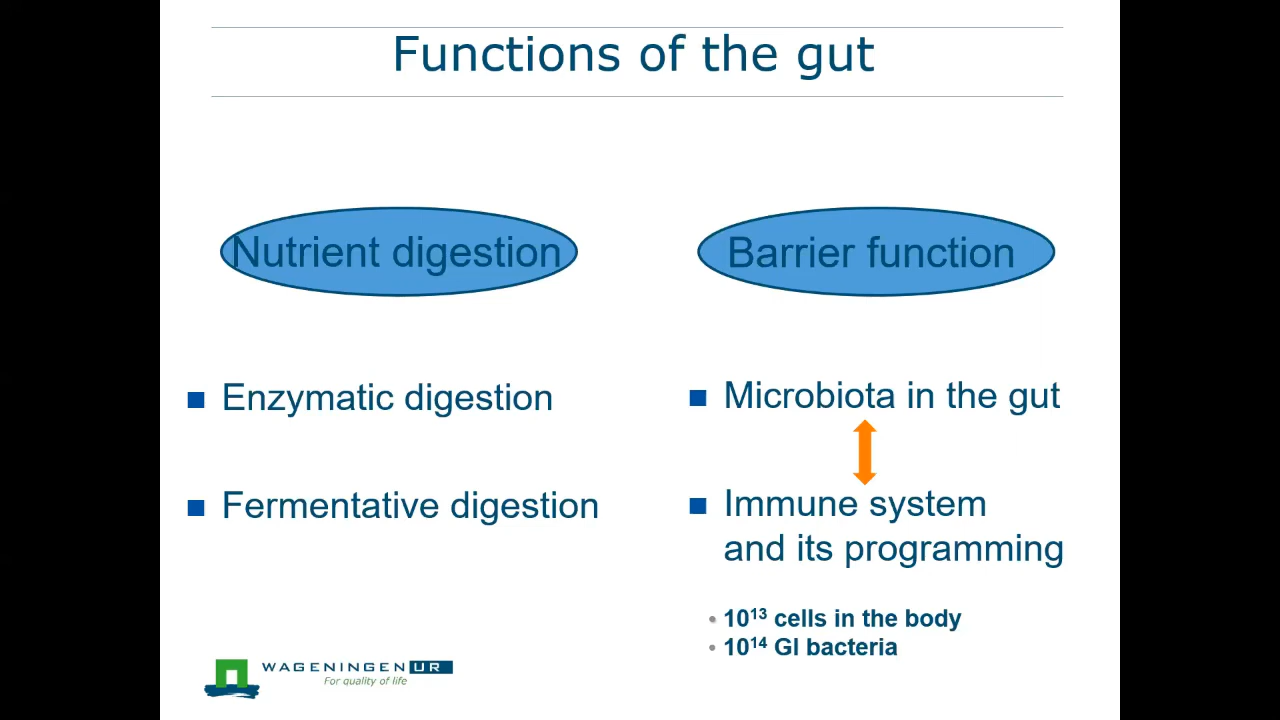 Functions of the gut
Nutrient digestion
Enzymatic digestion
Fermentative digestion
Barrier function
Microbiota in the gut
Immune system
and its programming
10¹³ cells in the body
10¹⁴ GI bacteria
WAGENINGEN UR
For quality of life